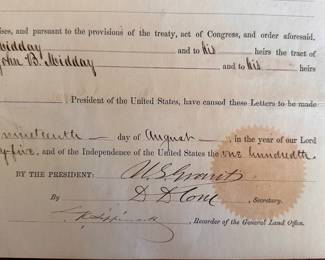 ises, and pursuant to the provisions of the treaty, act of Congress, and order aforesaid.
Midday and to his heirs the tract of
John B. Midday and to his heirs
President of the United States, have caused these Letters to be made
nineteenth day of August, in the year of our Lord
ty-five, and of the Independence of the United States the one hundredth.
BY THE PRESIDENT: U.S. Grant
By D D Cone, Secretary.
Recorder of the General Land Office.